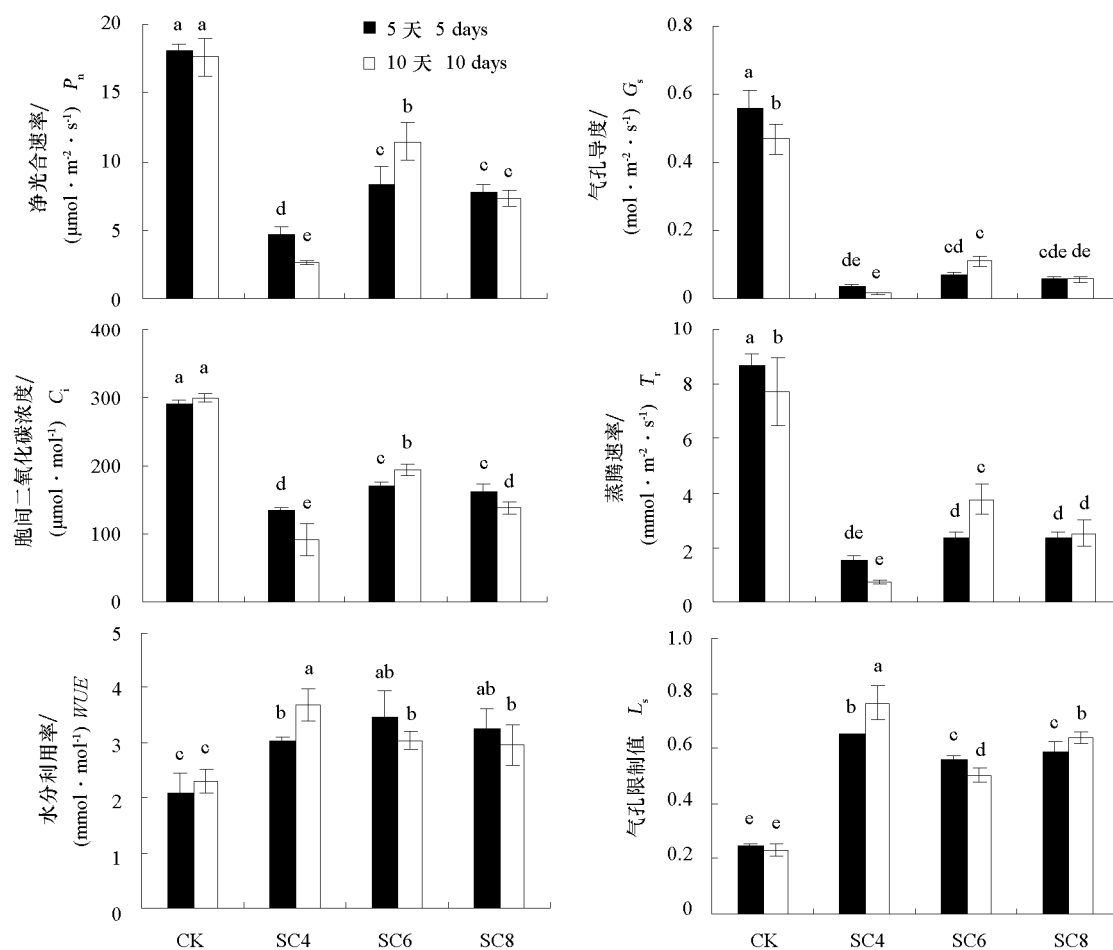 5 天 5 days
10 天 10 days
净光合速率/
(μmol·m⁻²·s⁻¹) Pₙ
20
15
10
5
0
a a
d e
c b
c c
气孔导度/
(mol·m⁻²·s⁻¹) Gₛ
0.8
0.6
0.4
0.2
0
a b
de e
cd c
cde de
胞间二氧化碳浓度/
(μmol·mol⁻¹) Cᵢ
400
300
200
100
0
a a
d e
c b
c d
蒸腾速率/
(mmol·m⁻²·s⁻¹) Tᵣ
10
8
6
4
2
0
a b
de e
d c
d d
水分利用率/
(mmol·mol⁻¹) WUE
5
4
3
2
1
0
c c
b a
ab b
ab b
CK SC4 SC6 SC8
气孔限制值 Lₛ
1.0
0.8
0.6
0.4
0.2
0
e e
b a
c d
c b
CK SC4 SC6 SC8